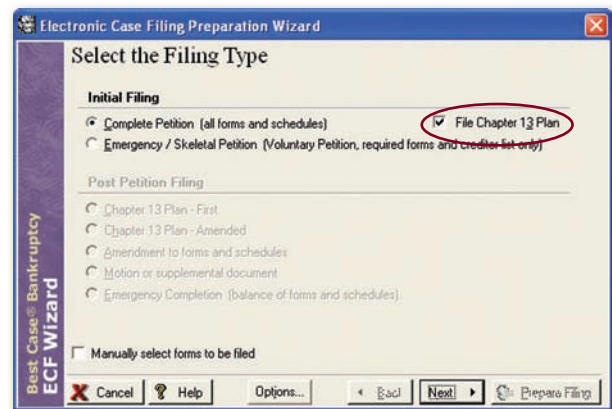 Electronic Case Filing Preparation Wizard
Select the Filing Type
Initial Filing
Complete Petition (all forms and schedules) File Chapter 13 Plan
Emergency / Skeletal Petition (Voluntary Petition, required forms and creditor list only)
Post Petition Filing
Chapter 13 Plan - First
Chapter 13 Plan - Amended
Amendment to forms and schedules
Motion or supplemental document
Emergency Completion (balance of forms and schedules)
Manually select forms to be filed
Best Case® Bankruptcy
ECF Wizard
Cancel Help Options... Back Next Prepare Filing